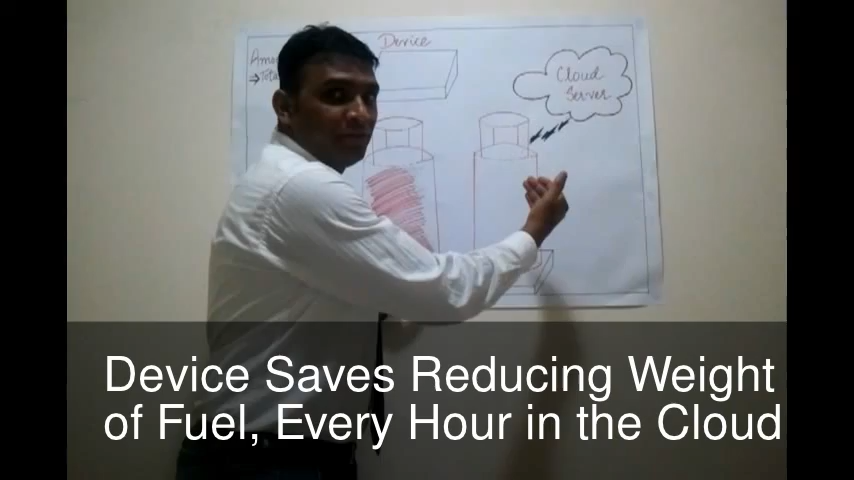 Device
Cloud
Server
Device Saves Reducing Weight
of Fuel, Every Hour in the Cloud